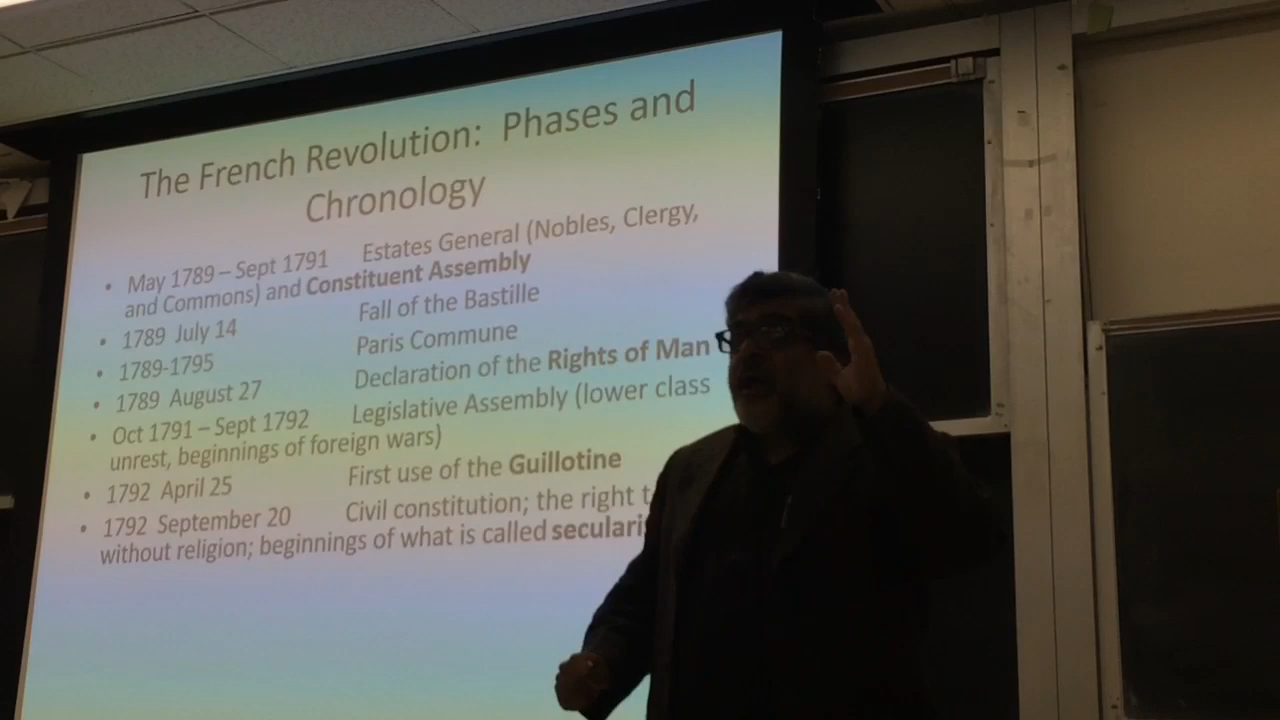 The French Revolution: Phases and
Chronology
• May 1789 – Sept 1791 Estates General (Nobles, Clergy,
and Commons) and Constituent Assembly
• 1789 July 14 Fall of the Bastille
• 1789-1795 Paris Commune
• 1789 August 27 Declaration of the Rights of Man
• Oct 1791 – Sept 1792 Legislative Assembly (lower class
unrest, beginnings of foreign wars)
• 1792 April 25 First use of the Guillotine
• 1792 September 20 Civil constitution; the right
without religion; beginnings of what is called